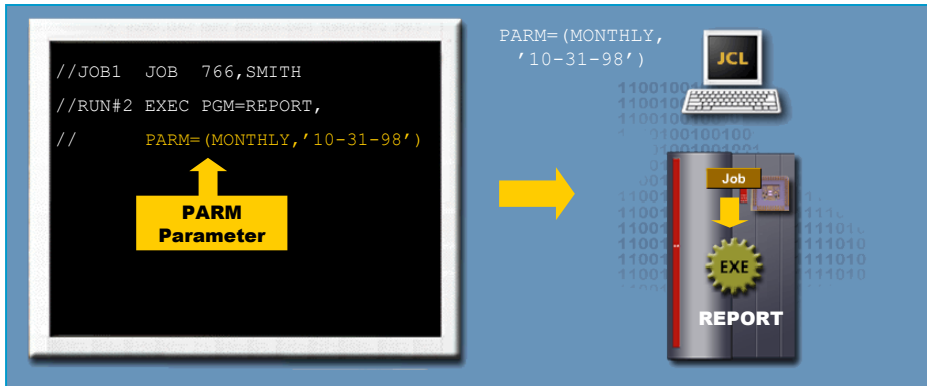 //JOB1 JOB 766,SMITH
//RUN#2 EXEC PGM=REPORT,
// PARM=(MONTHLY,’10-31-98’)
PARM
Parameter
PARM=(MONTHLY,
’10-31-98’)
JCL
Job
EXE
REPORT